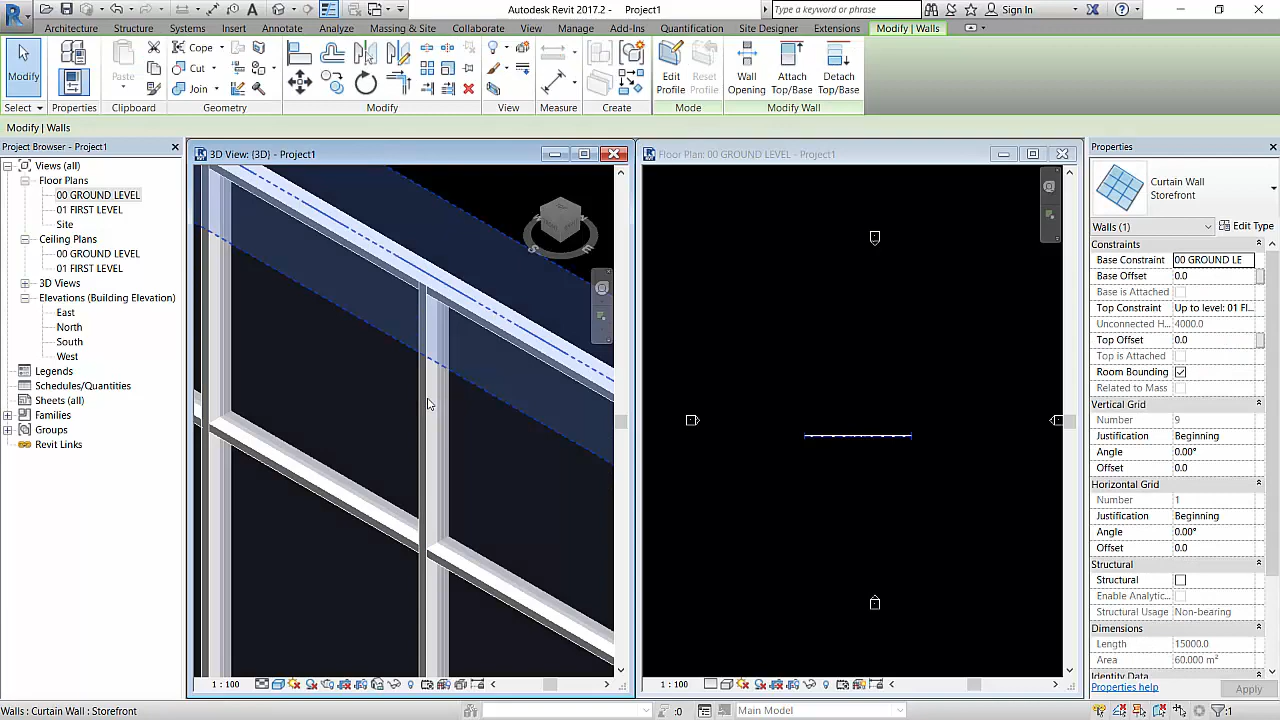 Autodesk Revit 2017.2 - Project1
Type a keyword or phrase
Sign In
Architecture Structure Systems Insert Annotate Analyze Massing & Site Collaborate View Manage Add-Ins Quantification Site Designer Extensions Modify | Walls
Modify
Paste
Cope
Cut
Join
Edit Profile
Reset Profile
Wall Opening
Attach Top/Base
Detach Top/Base
Select Properties Clipboard Geometry Modify View Measure Create Mode Modify Wall
Modify | Walls
Project Browser - Project1
Views (all)
Floor Plans
00 GROUND LEVEL
01 FIRST LEVEL
Site
Ceiling Plans
00 GROUND LEVEL
01 FIRST LEVEL
3D Views
Elevations (Building Elevation)
East
North
South
West
Legends
Schedules/Quantities
Sheets (all)
Families
Groups
Revit Links
3D View: {3D} - Project1
1 : 100
Floor Plan: 00 GROUND LEVEL - Project1
1 : 100
Properties
Curtain Wall
Storefront
Walls (1)
Edit Type
Constraints
Base Constraint 00 GROUND LE
Base Offset 0.0
Base is Attached
Top Constraint Up to level: 01 Fl...
Unconnected H... 4000.0
Top Offset 0.0
Top is Attached
Room Bounding
Related to Mass
Vertical Grid
Number 9
Justification Beginning
Angle 0.00°
Offset 0.0
Horizontal Grid
Number 1
Justification Beginning
Angle 0.00°
Offset 0.0
Structural
Structural
Enable Analytic...
Structural Usage Non-bearing
Dimensions
Length 15000.0
Area 60.000 m²
Identity Data
Properties help
Apply
Walls : Curtain Wall : Storefront
:0
Main Model
:1